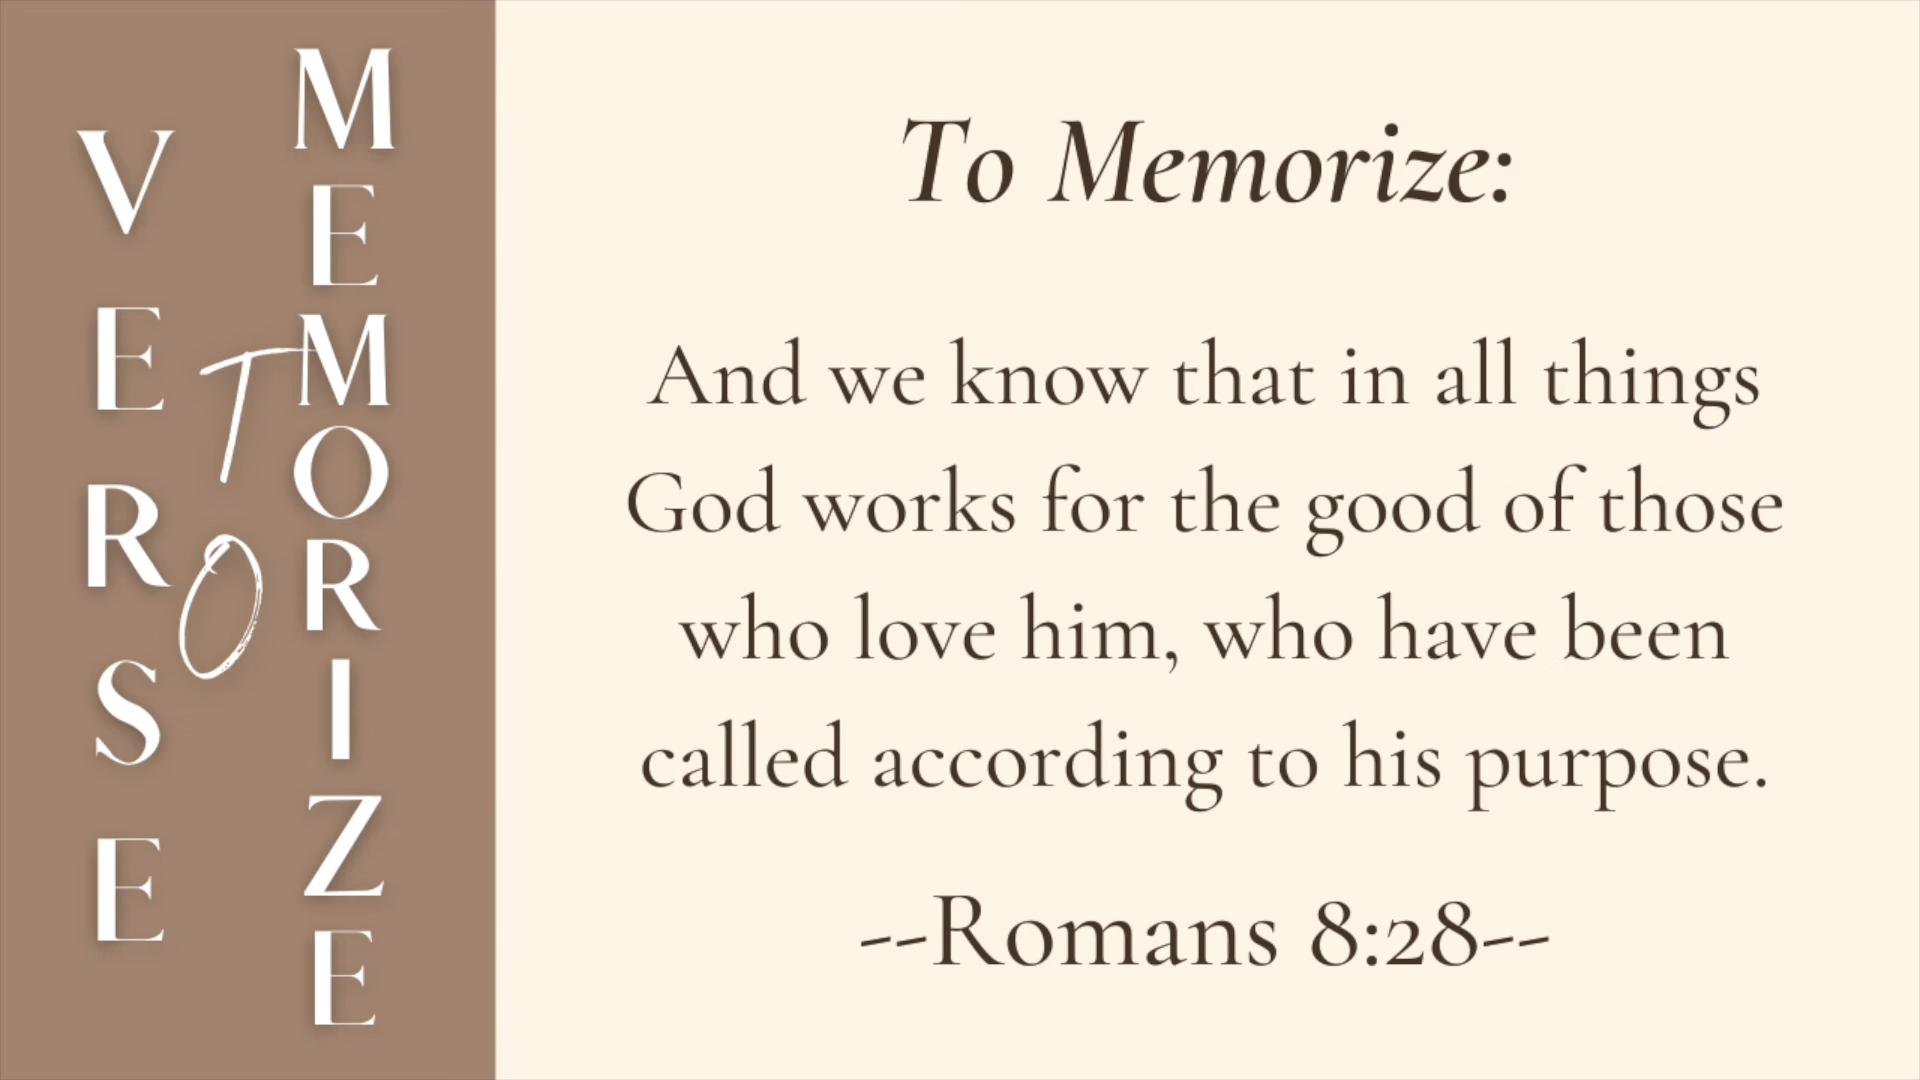 VERSE
TO
MEMORIZE
To Memorize:
And we know that in all things
God works for the good of those
who love him, who have been
called according to his purpose.
--Romans 8:28--